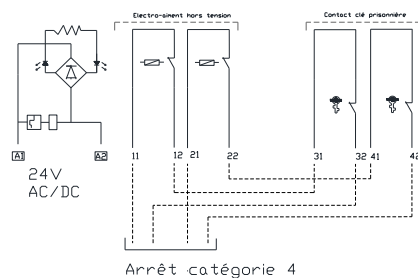 Electro-aimant hors tension
Contact clé prisonnière
A1
A2
11
12
21
22
31
32
41
42
24V
AC/DC
Arrêt catégorie 4